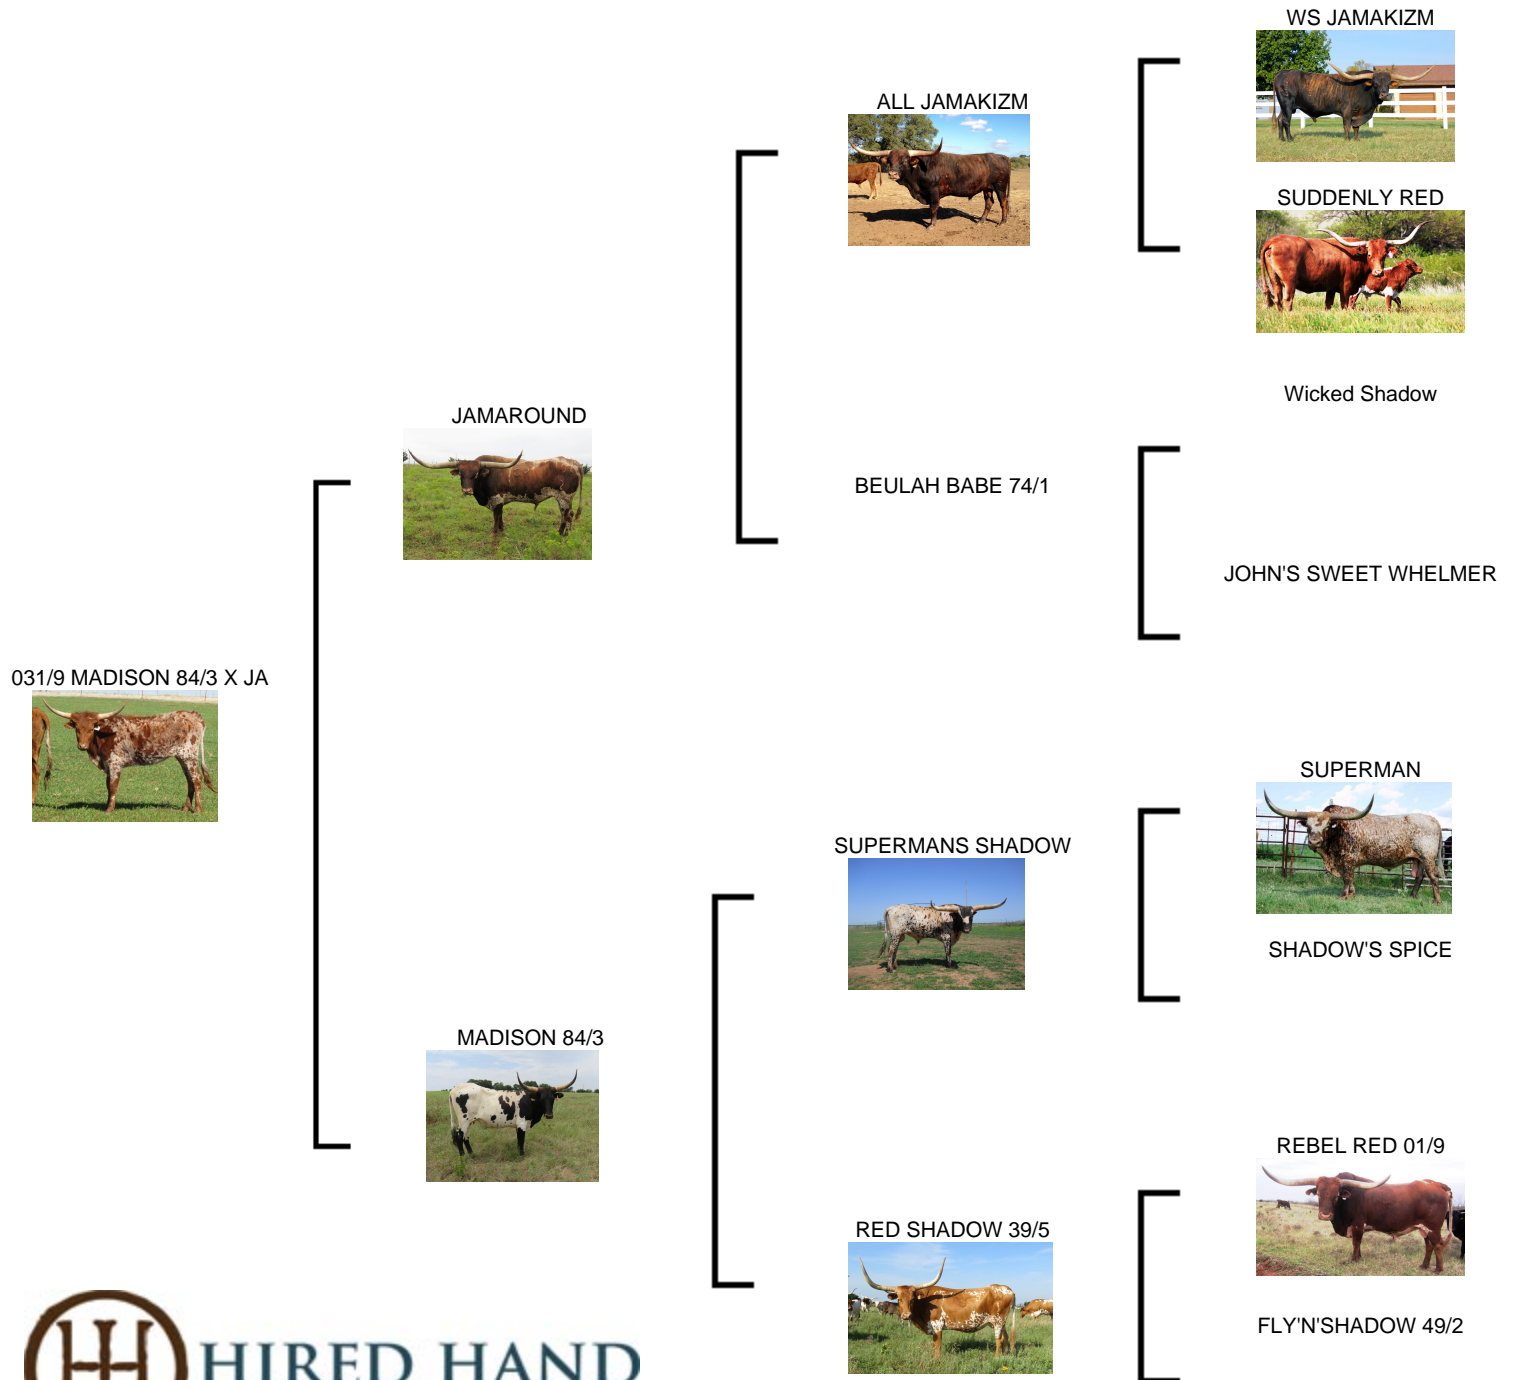 WS JAMAKIZM
ALL JAMAKIZM
SUDDENLY RED
Wicked Shadow
JAMAROUND
BEULAH BABE 74/1
JOHN'S SWEET WHELMER
031/9 MADISON 84/3 X JA
SUPERMAN
SUPERMANS SHADOW
SHADOW'S SPICE
MADISON 84/3
REBEL RED 01/9
RED SHADOW 39/5
FLY'N'SHADOW 49/2
HIRED HAND